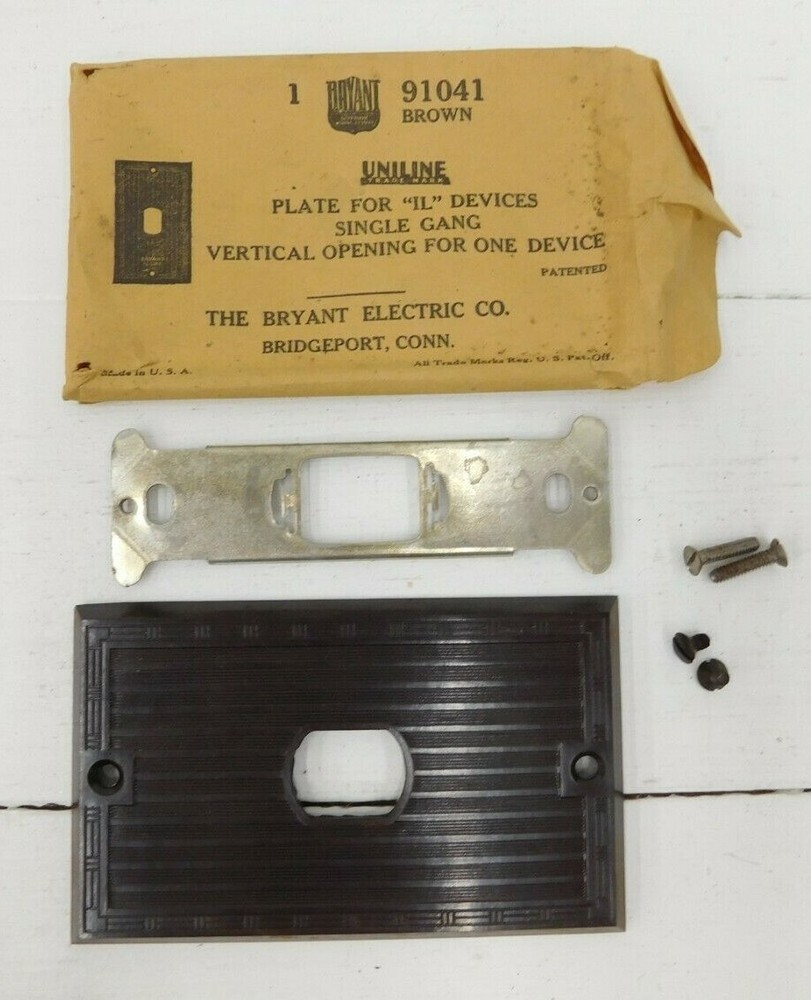 1 BRYANT 91041
BROWN
UNILINE
TRADE MARK
PLATE FOR "IL" DEVICES
SINGLE GANG
VERTICAL OPENING FOR ONE DEVICE
PATENTED
THE BRYANT ELECTRIC CO.
BRIDGEPORT, CONN.
Made in U. S. A.
All Trade Marks Reg. U. S. Pat. Off.